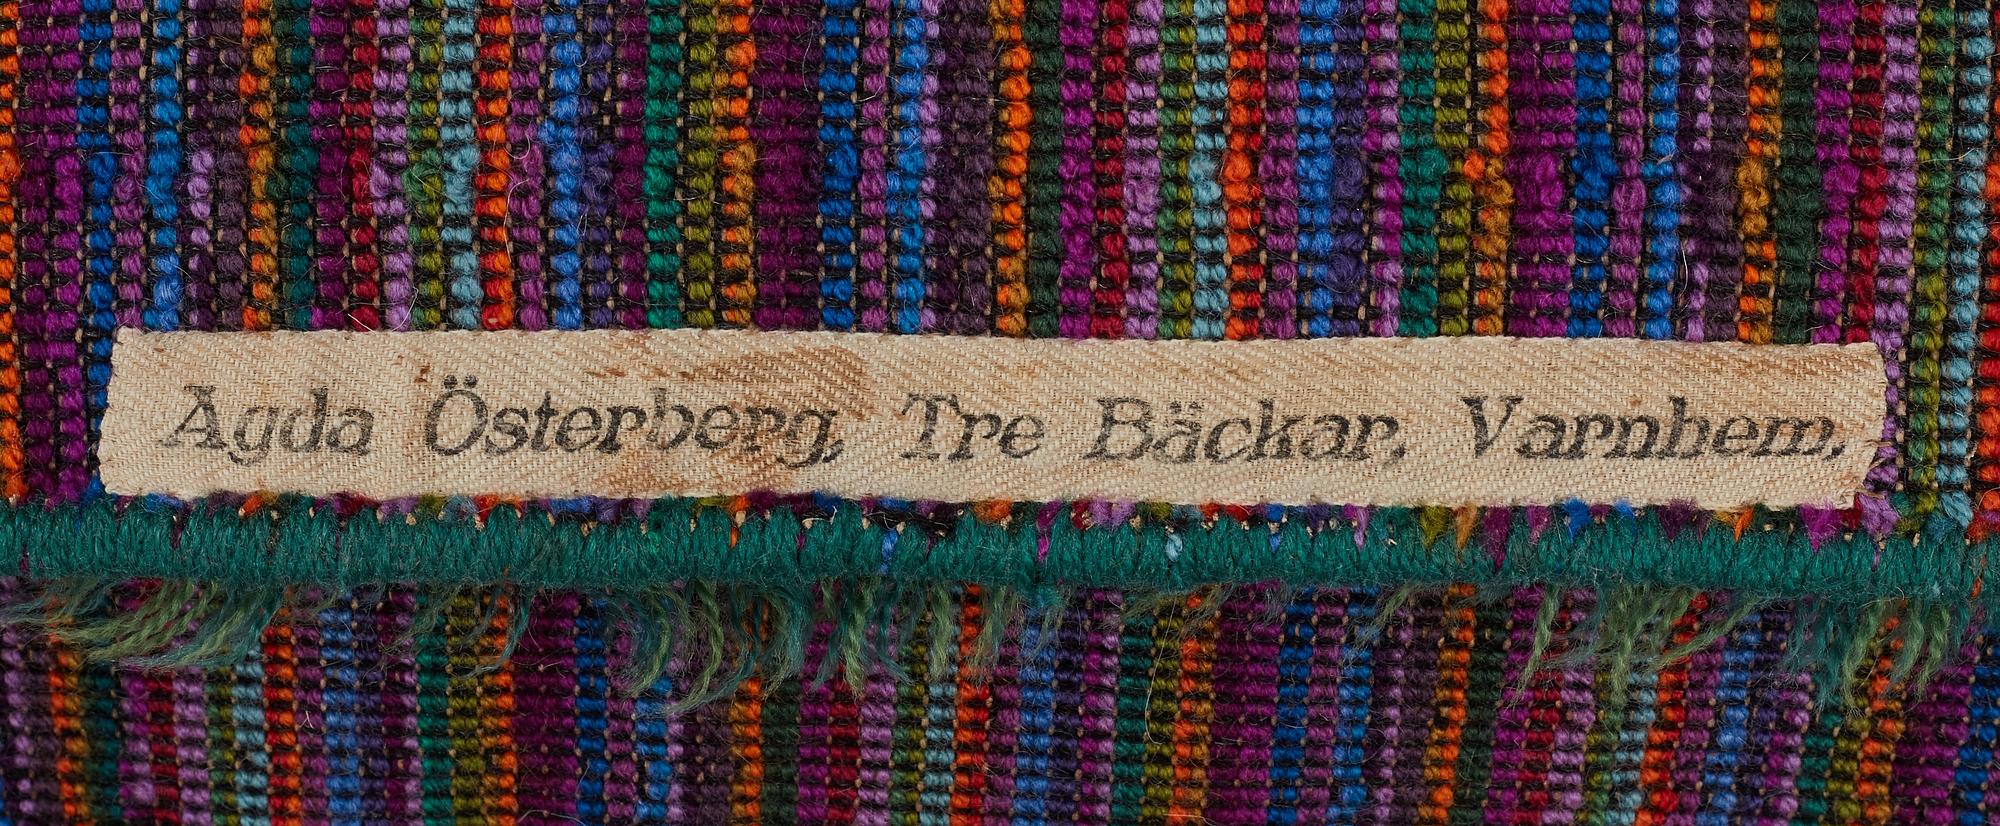 Agda Österberg, Tre Bäckar, Varnhem,